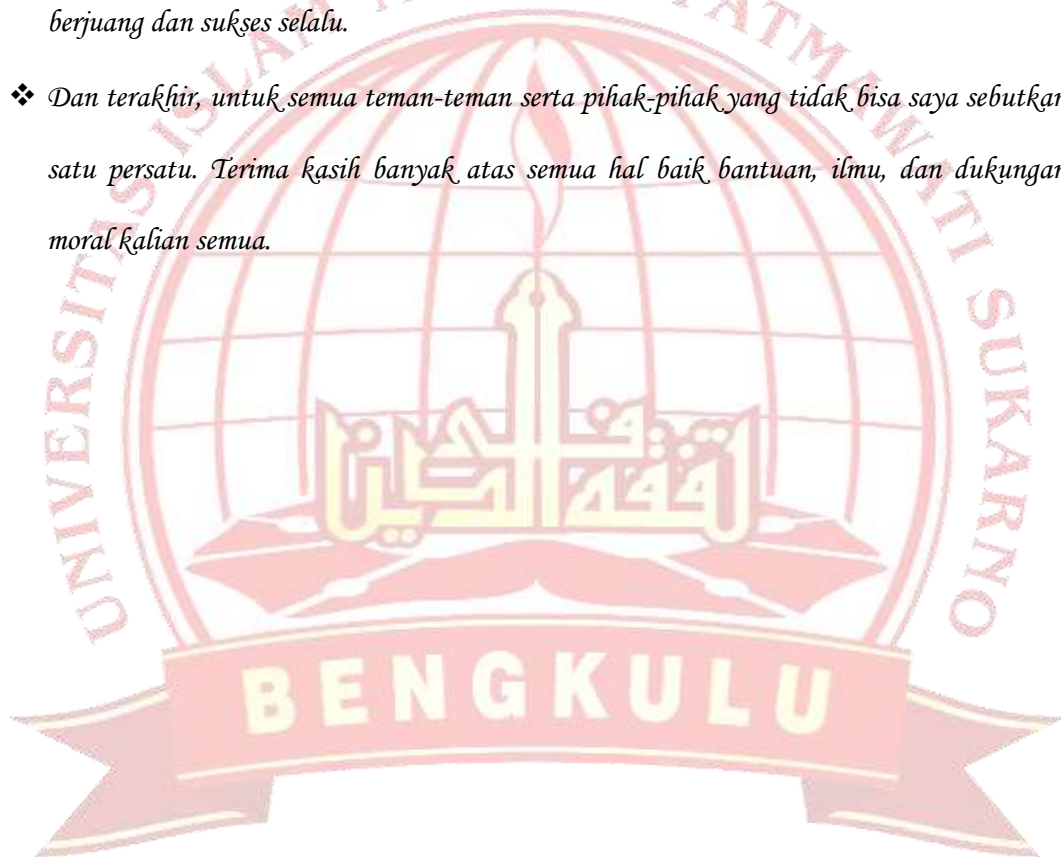 berjuang dan sukses selalu.
❖ Dan terakhir, untuk semua teman-teman serta pihak-pihak yang tidak bisa saya sebutkan
satu persatu. Terima kasih banyak atas semua hal baik bantuan, ilmu, dan dukungan
moral kalian semua.
UNIVERSITAS ISLAM
ATMAWATI SUKARNO
BENGKULU